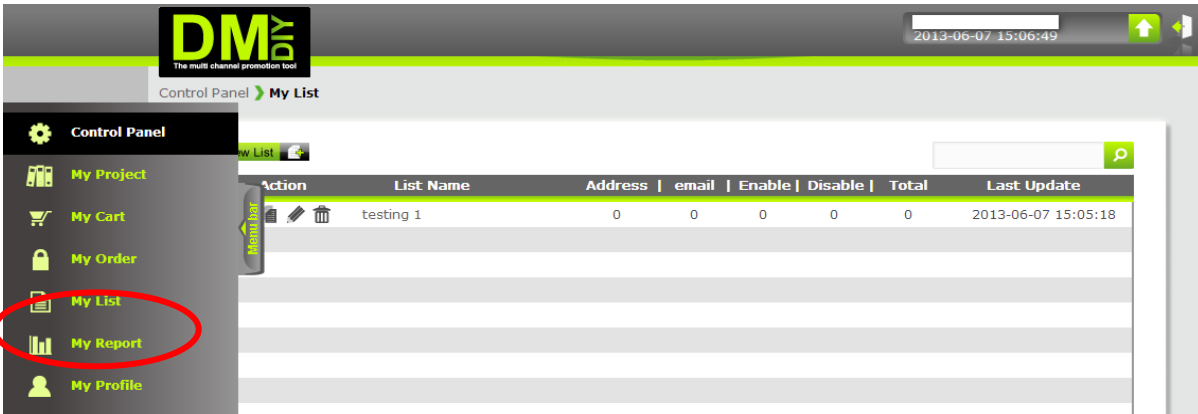 DM DIY
The multi channel promotion tool
2013-06-07 15:06:49
Control Panel My List
Control Panel
My Project
My Cart
My Order
My List
My Report
My Profile
Menu bar
List
Action List Name Address | email | Enable | Disable | Total Last Update
testing 1 0 0 0 0 0 2013-06-07 15:05:18